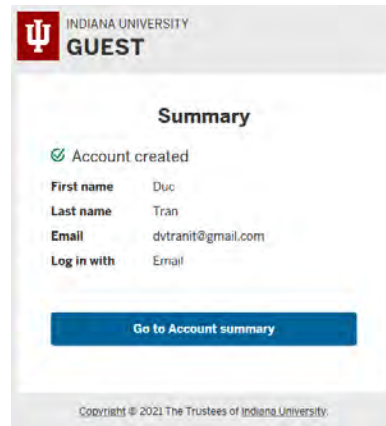 INDIANA UNIVERSITY
GUEST
Summary
Account created
First name Duc
Last name Tran
Email dvtranit@gmail.com
Log in with Email
Go to Account summary
Copyright © 2021 The Trustees of Indiana University.